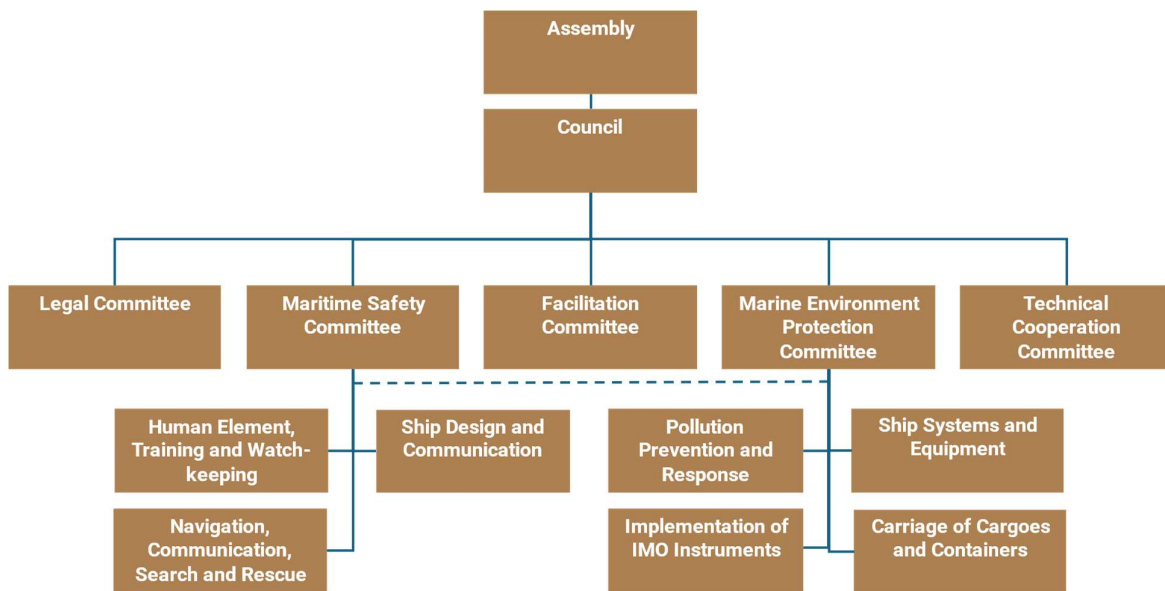 Assembly
Council
Legal Committee
Maritime Safety
Committee
Facilitation
Committee
Marine Environment
Protection
Committee
Technical
Cooperation
Committee
Human Element,
Training and Watch-
keeping
Ship Design and
Communication
Pollution
Prevention and
Response
Ship Systems and
Equipment
Navigation,
Communication,
Search and Rescue
Implementation of
IMO Instruments
Carriage of Cargoes
and Containers